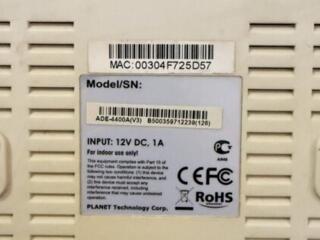 MAC:00304F725D57
Model/SN:
ADE-4400A(V3) B500359712239(126)
INPUT: 12V DC, 1A
For indoor use only!
This equipment complies with Part 15 of
the FCC rules. Operation is subject to the
following two conditions: (1) this device
may not cause harmful interference, and
(2) this device must accept any
interference received, including
interference that may cause undesired
operation.
PLANET Technology Corp.
CE FC
RoHS